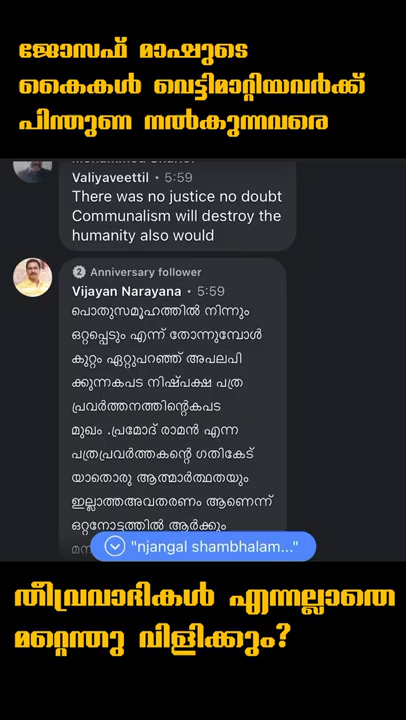 ജോസഫ് മാഷുടെ
കൈകൾ വെട്ടിമാറ്റിയവർക്ക്
പിന്തുണ നൽകുന്നവരെ
Valiyaveettil • 5:59
There was no justice no doubt
Communalism will destroy the
humanity also would
2 Anniversary follower
Vijayan Narayana • 5:59
പൊതുസമൂഹത്തിൽ നിന്നും
ഒറ്റപ്പെടും എന്ന് തോന്നുമ്പോൾ
കുറ്റം ഏറ്റുപറഞ്ഞ് അപലപി
ക്കുന്നകപട നിഷ്പക്ഷ പത്ര
പ്രവർത്തനത്തിന്റെകപട
മുഖം .പ്രമോദ് രാമൻ എന്ന
പത്രപ്രവർത്തകന്റെ ഗതികേട്
യാതൊരു ആത്മാർത്ഥതയും
ഇല്ലാത്തഅവതരണം ആണെന്ന്
ഒറ്റനോട്ടത്തിൽ ആർക്കും
"njangal shambhalam..."
തീവ്രവാദികൾ എന്നല്ലാതെ
മറ്റെന്തു വിളിക്കും?